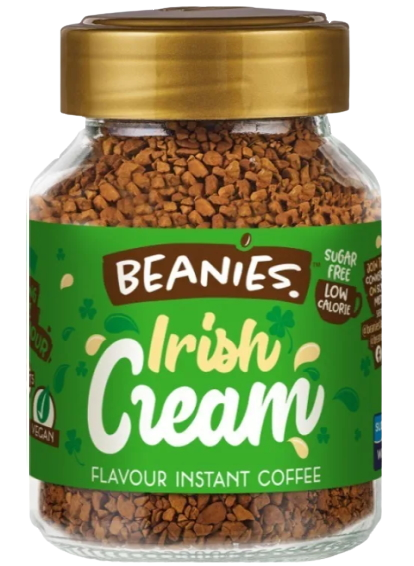 BEANIES
SUGAR
FREE
LOW
CALORIE
Irish
Cream
VEGAN
FLAVOUR INSTANT COFFEE